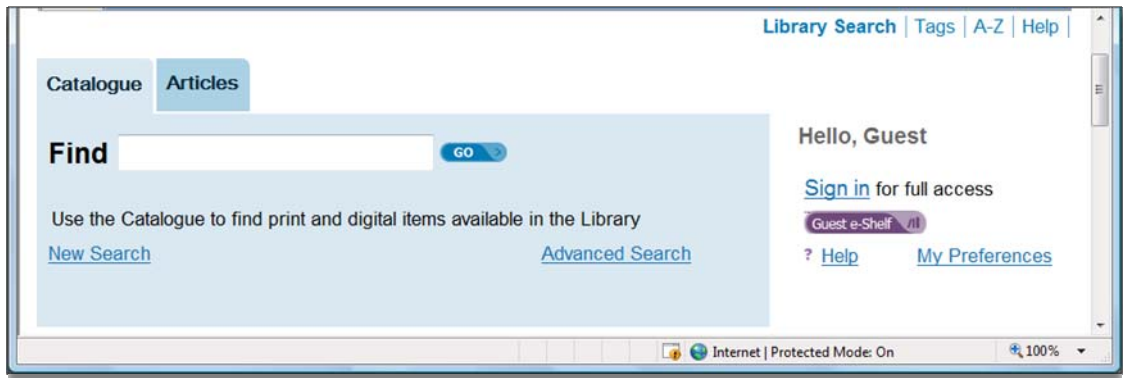 Library Search | Tags | A-Z | Help |
Catalogue Articles
Hello, Guest
Find GO
Sign in for full access
Use the Catalogue to find print and digital items available in the Library
Guest e-Shelf
New Search Advanced Search
? Help My Preferences
Internet | Protected Mode: On 100%